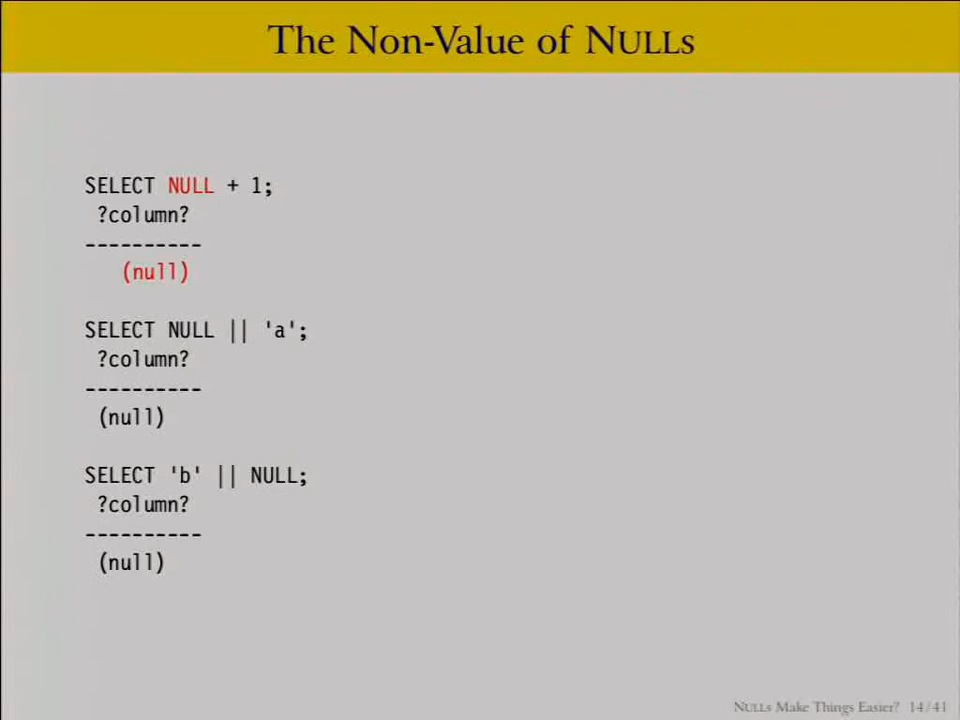 The Non-Value of NULLs
SELECT NULL + 1;
?column?
----------
(null)
SELECT NULL || 'a';
?column?
----------
(null)
SELECT 'b' || NULL;
?column?
----------
(null)
NULLs Make Things Easier? 14/41